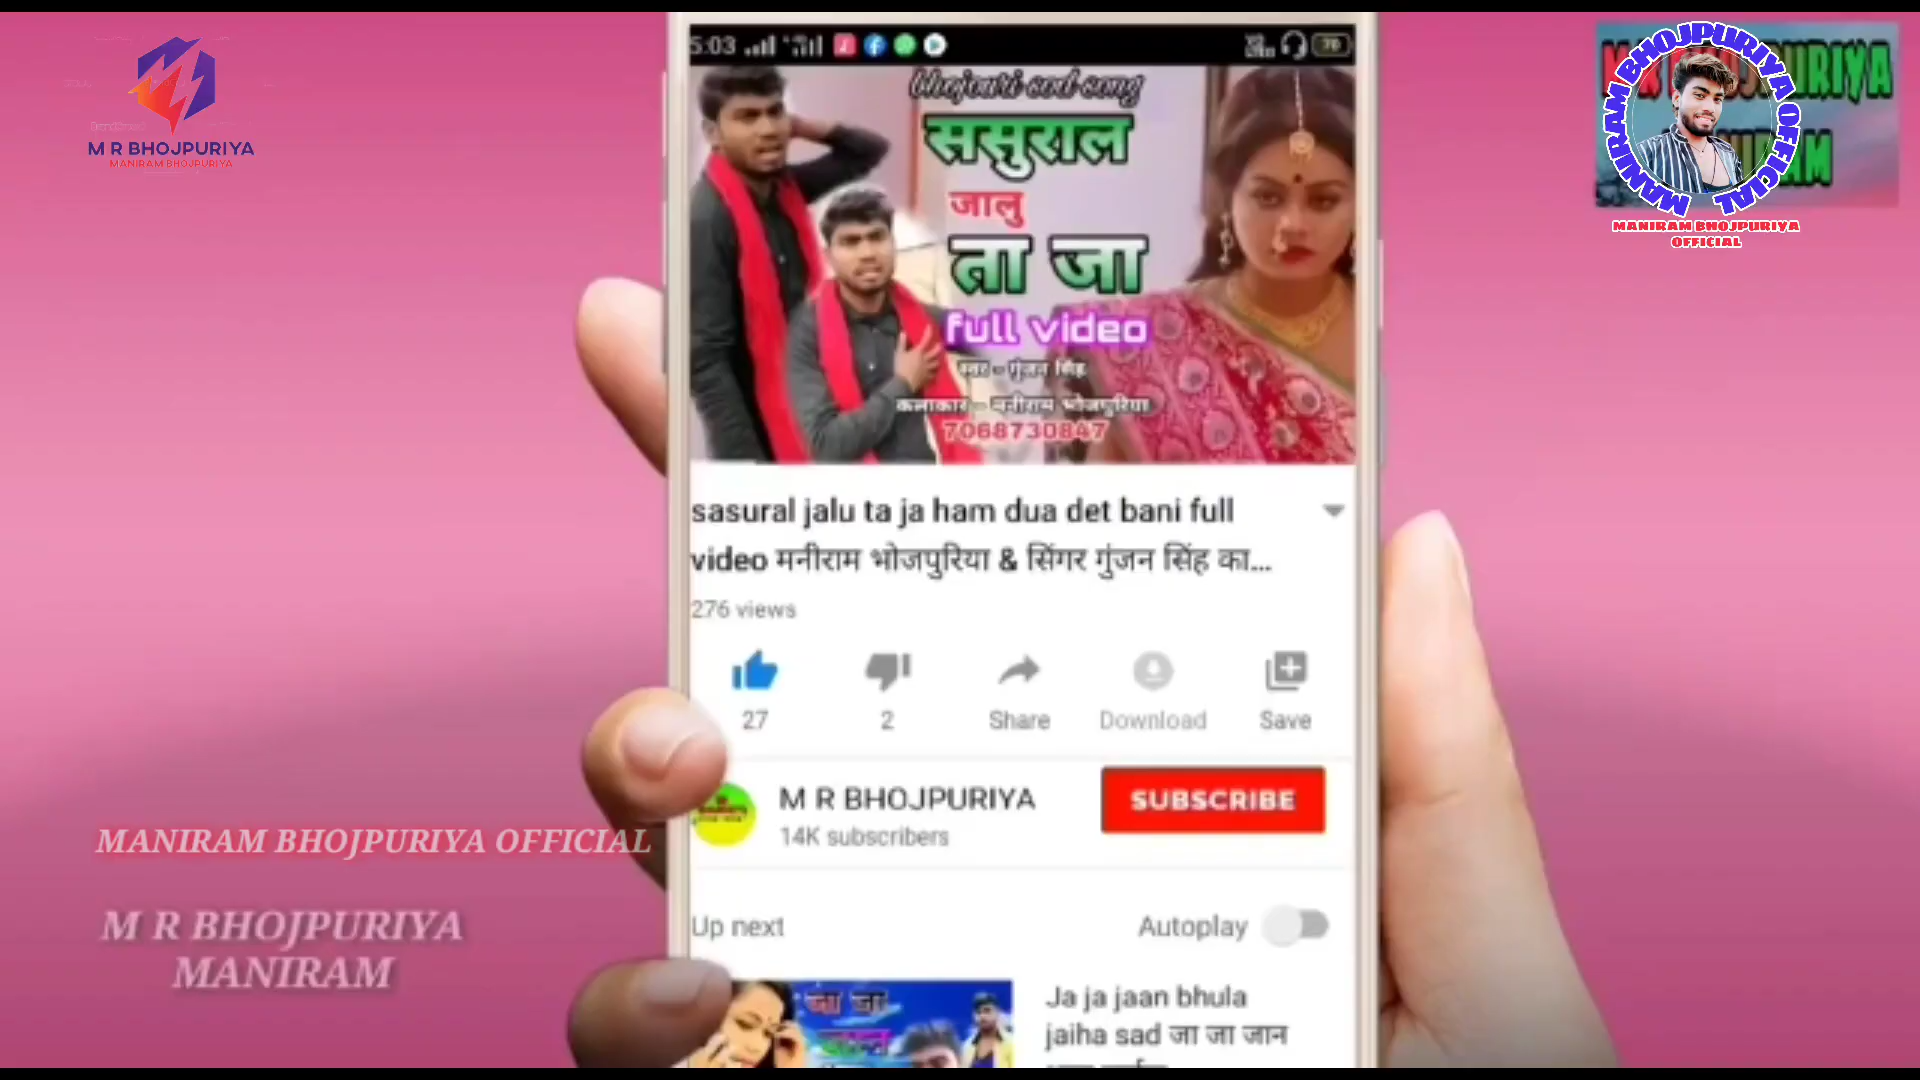 M R BHOJPURIYA
MANIRAM BHOJPURIYA
MANIRAM BHOJPURIYA OFFICIAL
MANIRAM BHOJPURIYA
OFFICIAL
5:03
70
bhojpuri sed song
ससुराल
जालु
ता जा
full video
स्वर - गुंजन सिंह
कलाकार - मनीराम भोजपुरिया
7068730847
sasural jalu ta ja ham dua det bani full
video मनीराम भोजपुरिया & सिंगर गुंजन सिंह का...
276 views
27
2
Share
Download
Save
M R BHOJPURIYA
14K subscribers
SUBSCRIBE
MANIRAM BHOJPURIYA OFFICIAL
M R BHOJPURIYA
MANIRAM
Up next
Autoplay
जा जा
जान
Ja ja jaan bhula
jaiha sad जा जा जान